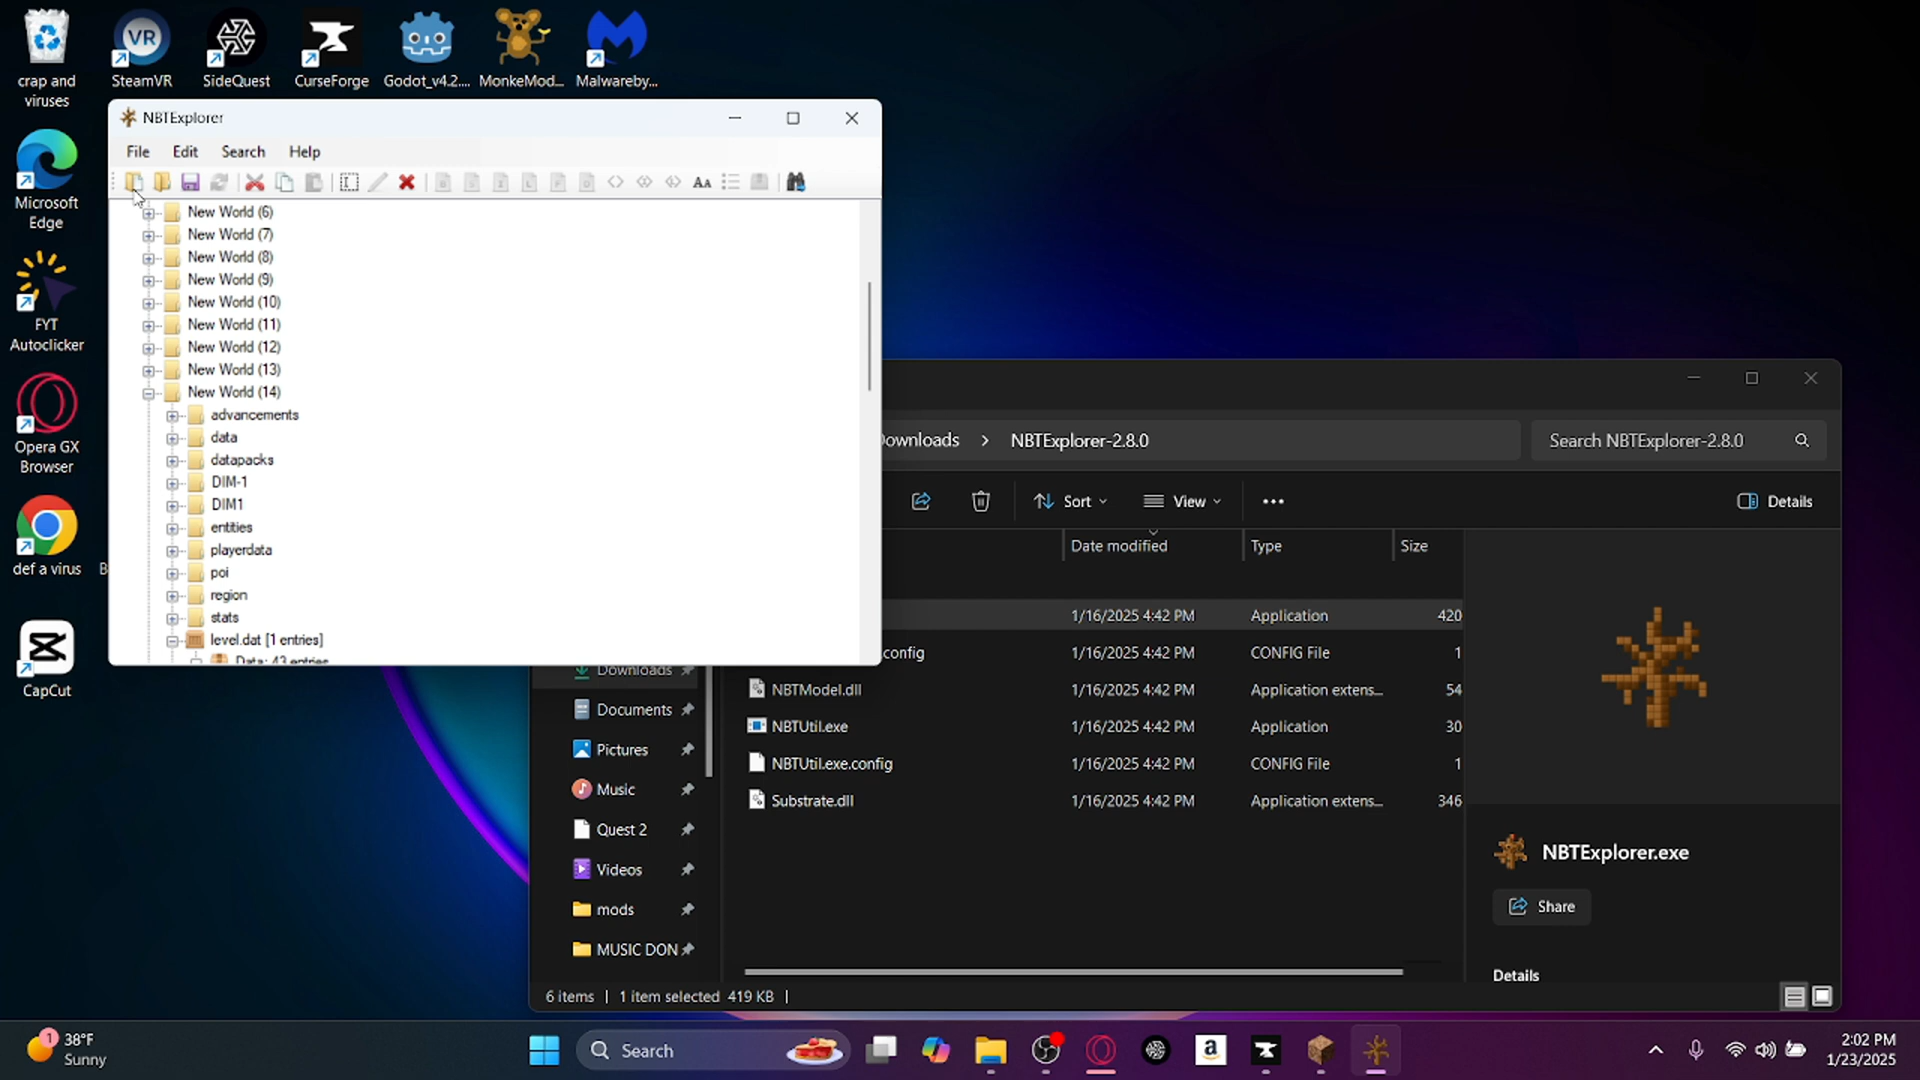 crap and
viruses
SteamVR
SideQuest
CurseForge
Godot_v4.2....
MonkeMod...
Malwareby...
Microsoft
Edge
FYT
Autoclicker
Opera GX
Browser
def a virus
CapCut
NBTExplorer
File Edit Search Help
New World (6)
New World (7)
New World (8)
New World (9)
New World (10)
New World (11)
New World (12)
New World (13)
New World (14)
advancements
data
datapacks
DIM-1
DIM1
entities
playerdata
poi
region
stats
level.dat [1 entries]
Data: 43 entries
ownloads > NBTExplorer-2.8.0
Search NBTExplorer-2.8.0
Sort View ••• Details
Date modified Type Size
1/16/2025 4:42 PM Application 420
.config 1/16/2025 4:42 PM CONFIG File 1
NBTModel.dll 1/16/2025 4:42 PM Application extens... 54
NBTUtil.exe 1/16/2025 4:42 PM Application 30
NBTUtil.exe.config 1/16/2025 4:42 PM CONFIG File 1
Substrate.dll 1/16/2025 4:42 PM Application extens... 346
Downloads
Documents
Pictures
Music
Quest 2
Videos
mods
MUSIC DON
NBTExplorer.exe
Share
Details
6 items | 1 item selected 419 KB |
1
38°F
Sunny
Search
2:02 PM
1/23/2025